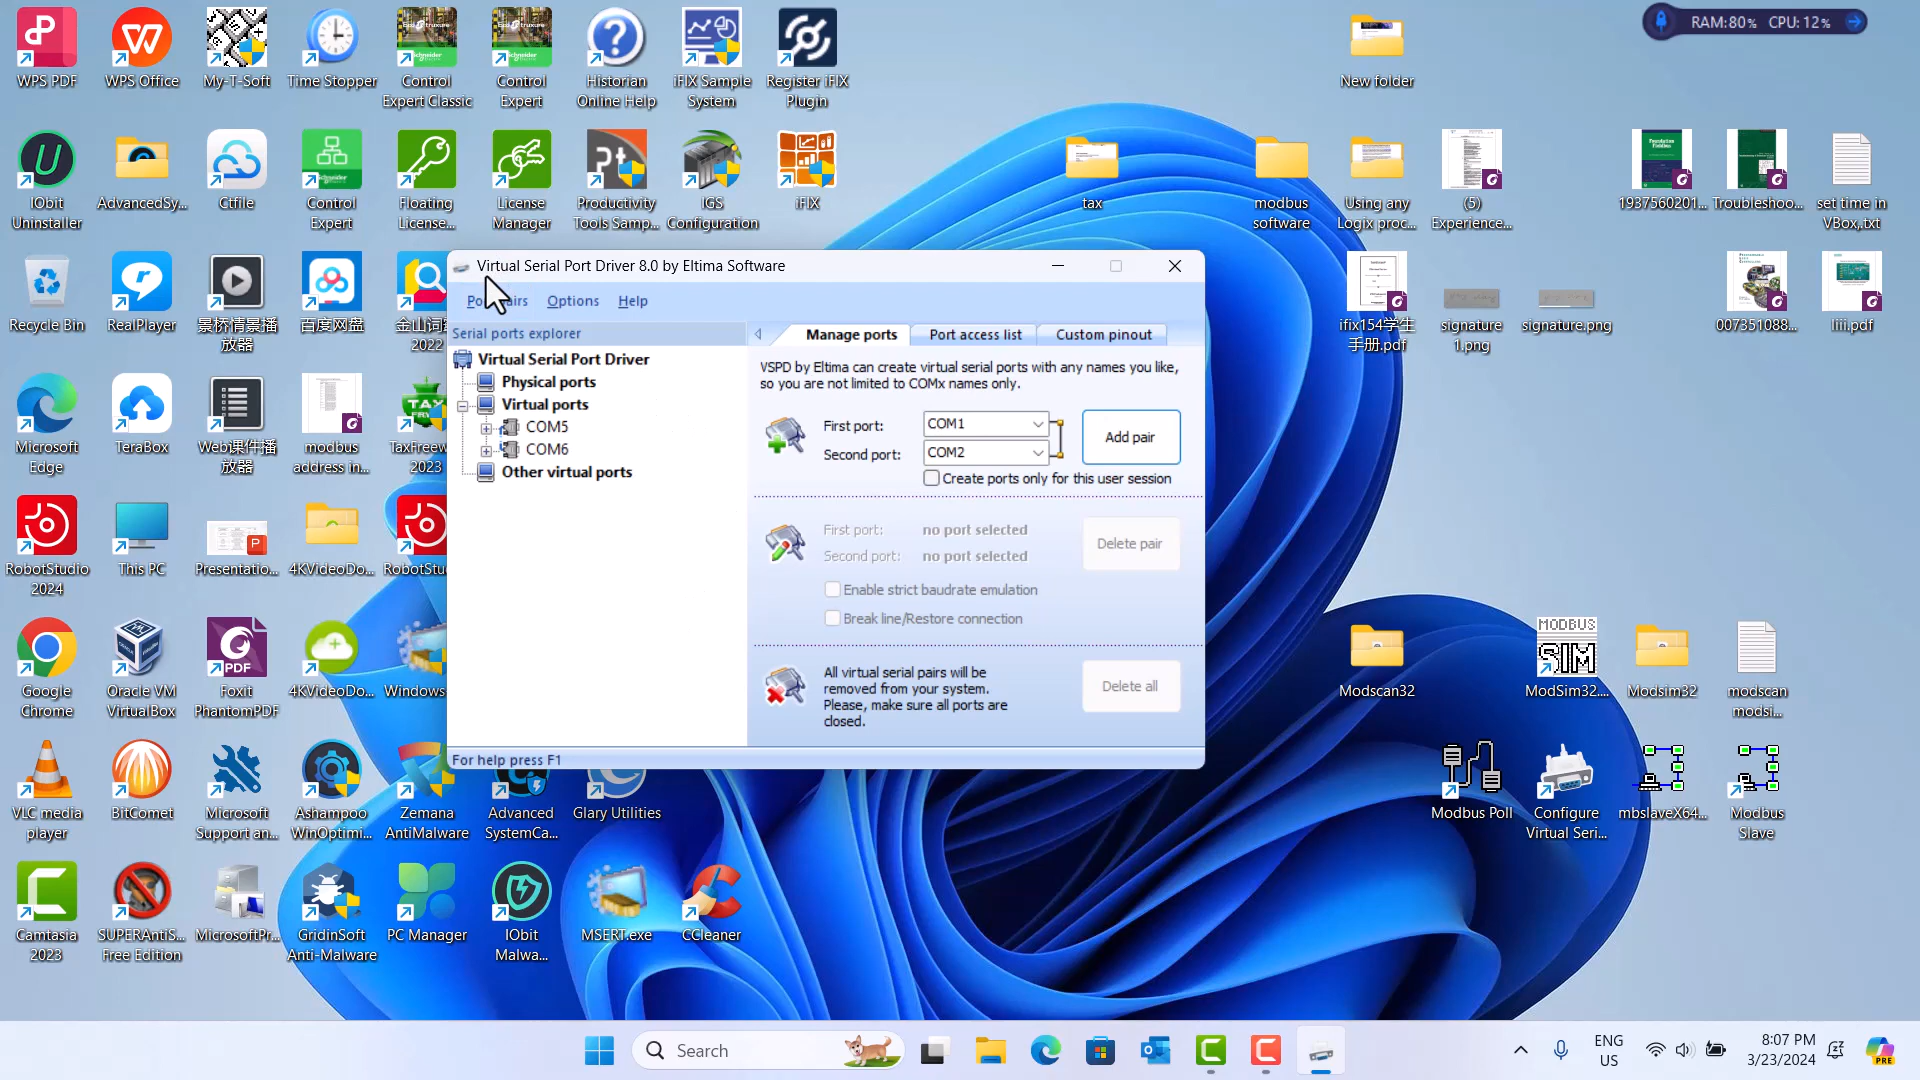 WPS PDF
WPS Office
My-T-Soft
Time Stopper
Control
Expert Classic
Control
Expert
Historian
Online Help
iFIX Sample
System
Register iFIX
Plugin
New folder
RAM:80% CPU:12%
IObit
Uninstaller
AdvancedSy...
Ctfile
Control
Expert
Floating
License...
License
Manager
Productivity
Tools Samp...
IGS
Configuration
iFIX
tax
modbus
software
Using any
Logix proc...
(5)
Experience...
1937560201...
Troubleshoo...
set time in
VBox,.txt
Recycle Bin
RealPlayer
景桥情景播
放器
百度网盘
2022
ifix154学生
手册.pdf
signature
1.png
signature.png
007351088...
liii.pdf
Virtual Serial Port Driver 8.0 by Eltima Software
Options
Help
Serial ports explorer
Manage ports
Port access list
Custom pinout
Virtual Serial Port Driver
Physical ports
Virtual ports
COM5
COM6
Other virtual ports
VSPD by Eltima can create virtual serial ports with any names you like,
so you are not limited to COMx names only.
First port:
COM1
Second port:
COM2
Add pair
Create ports only for this user session
First port:
no port selected
Second port:
no port selected
Delete pair
Enable strict baudrate emulation
Break line/Restore connection
All virtual serial pairs will be
removed from your system.
Please, make sure all ports are
closed.
Delete all
For help press F1
Microsoft
Edge
TeraBox
Web课件播
放器
modbus
address in...
TAX
2023
RobotStudio
2024
This PC
Presentatio...
4KVideoDo...
Google
Chrome
Oracle VM
VirtualBox
PDF
Foxit
PhantomPDF
4KVideoDo...
Modscan32
MODBUS
SIM
ModSim32....
Modsim32
modscan
modsi...
VLC media
player
BitComet
Microsoft
Support an...
Ashampoo
WinOptimi...
Zemana
AntiMalware
Advanced
SystemCa...
Glary Utilities
Modbus Poll
Configure
Virtual Seri...
mbslaveX64...
Modbus
Slave
Camtasia
2023
SUPERAntiS...
Free Edition
MicrosoftPr...
GridinSoft
Anti-Malware
PC Manager
IObit
Malwa...
MSERT.exe
CCleaner
Search
ENG
US
8:07 PM
3/23/2024
PRE